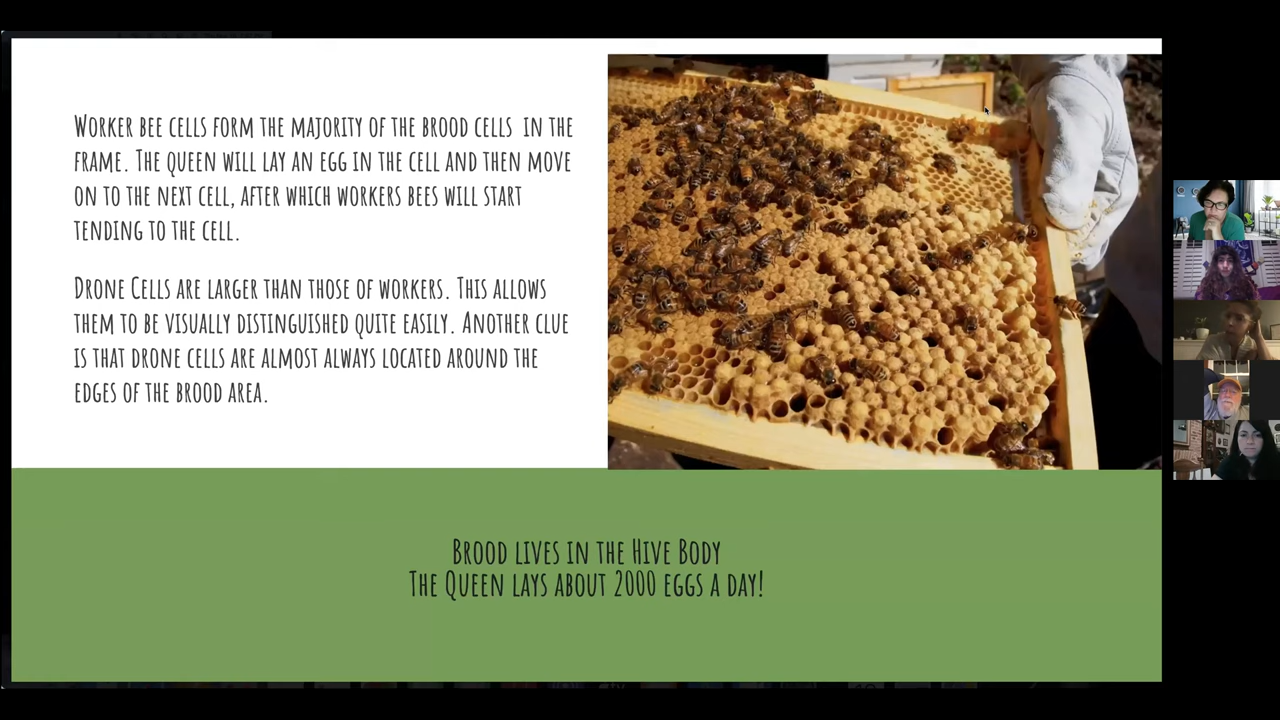 Worker bee cells form the majority of the brood cells in the
frame. The queen will lay an egg in the cell and then move
on to the next cell, after which workers bees will start
tending to the cell.
Drone Cells are larger than those of workers. This allows
them to be visually distinguished quite easily. Another clue
is that drone cells are almost always located around the
edges of the brood area.
Brood lives in the Hive Body
The Queen lays about 2000 eggs a day!